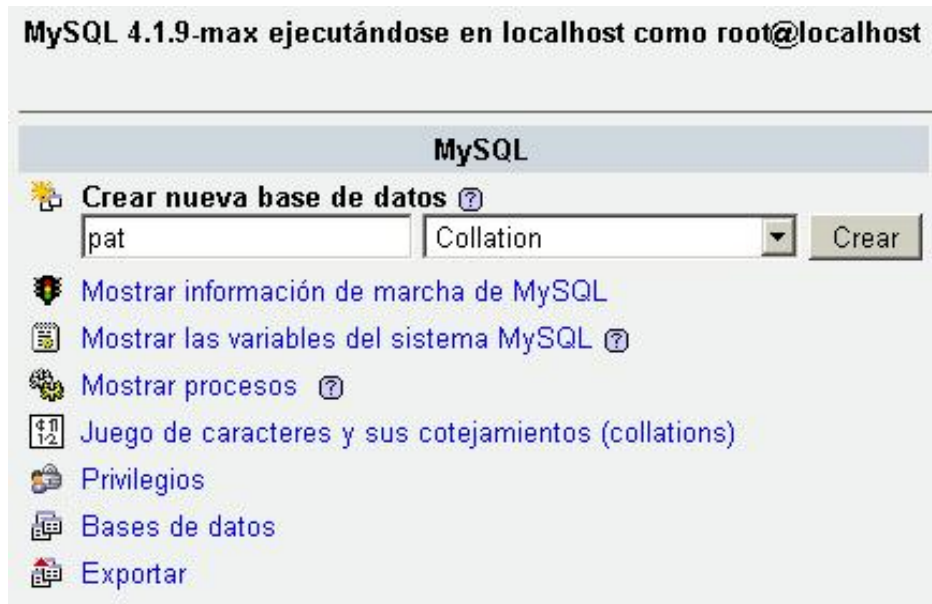 MySQL 4.1.9-max ejecutándose en localhost como root@localhost
MySQL
Crear nueva base de datos ?
pat Collation Crear
Mostrar información de marcha de MySQL
Mostrar las variables del sistema MySQL ?
Mostrar procesos ?
Juego de caracteres y sus cotejamientos (collations)
Privilegios
Bases de datos
Exportar